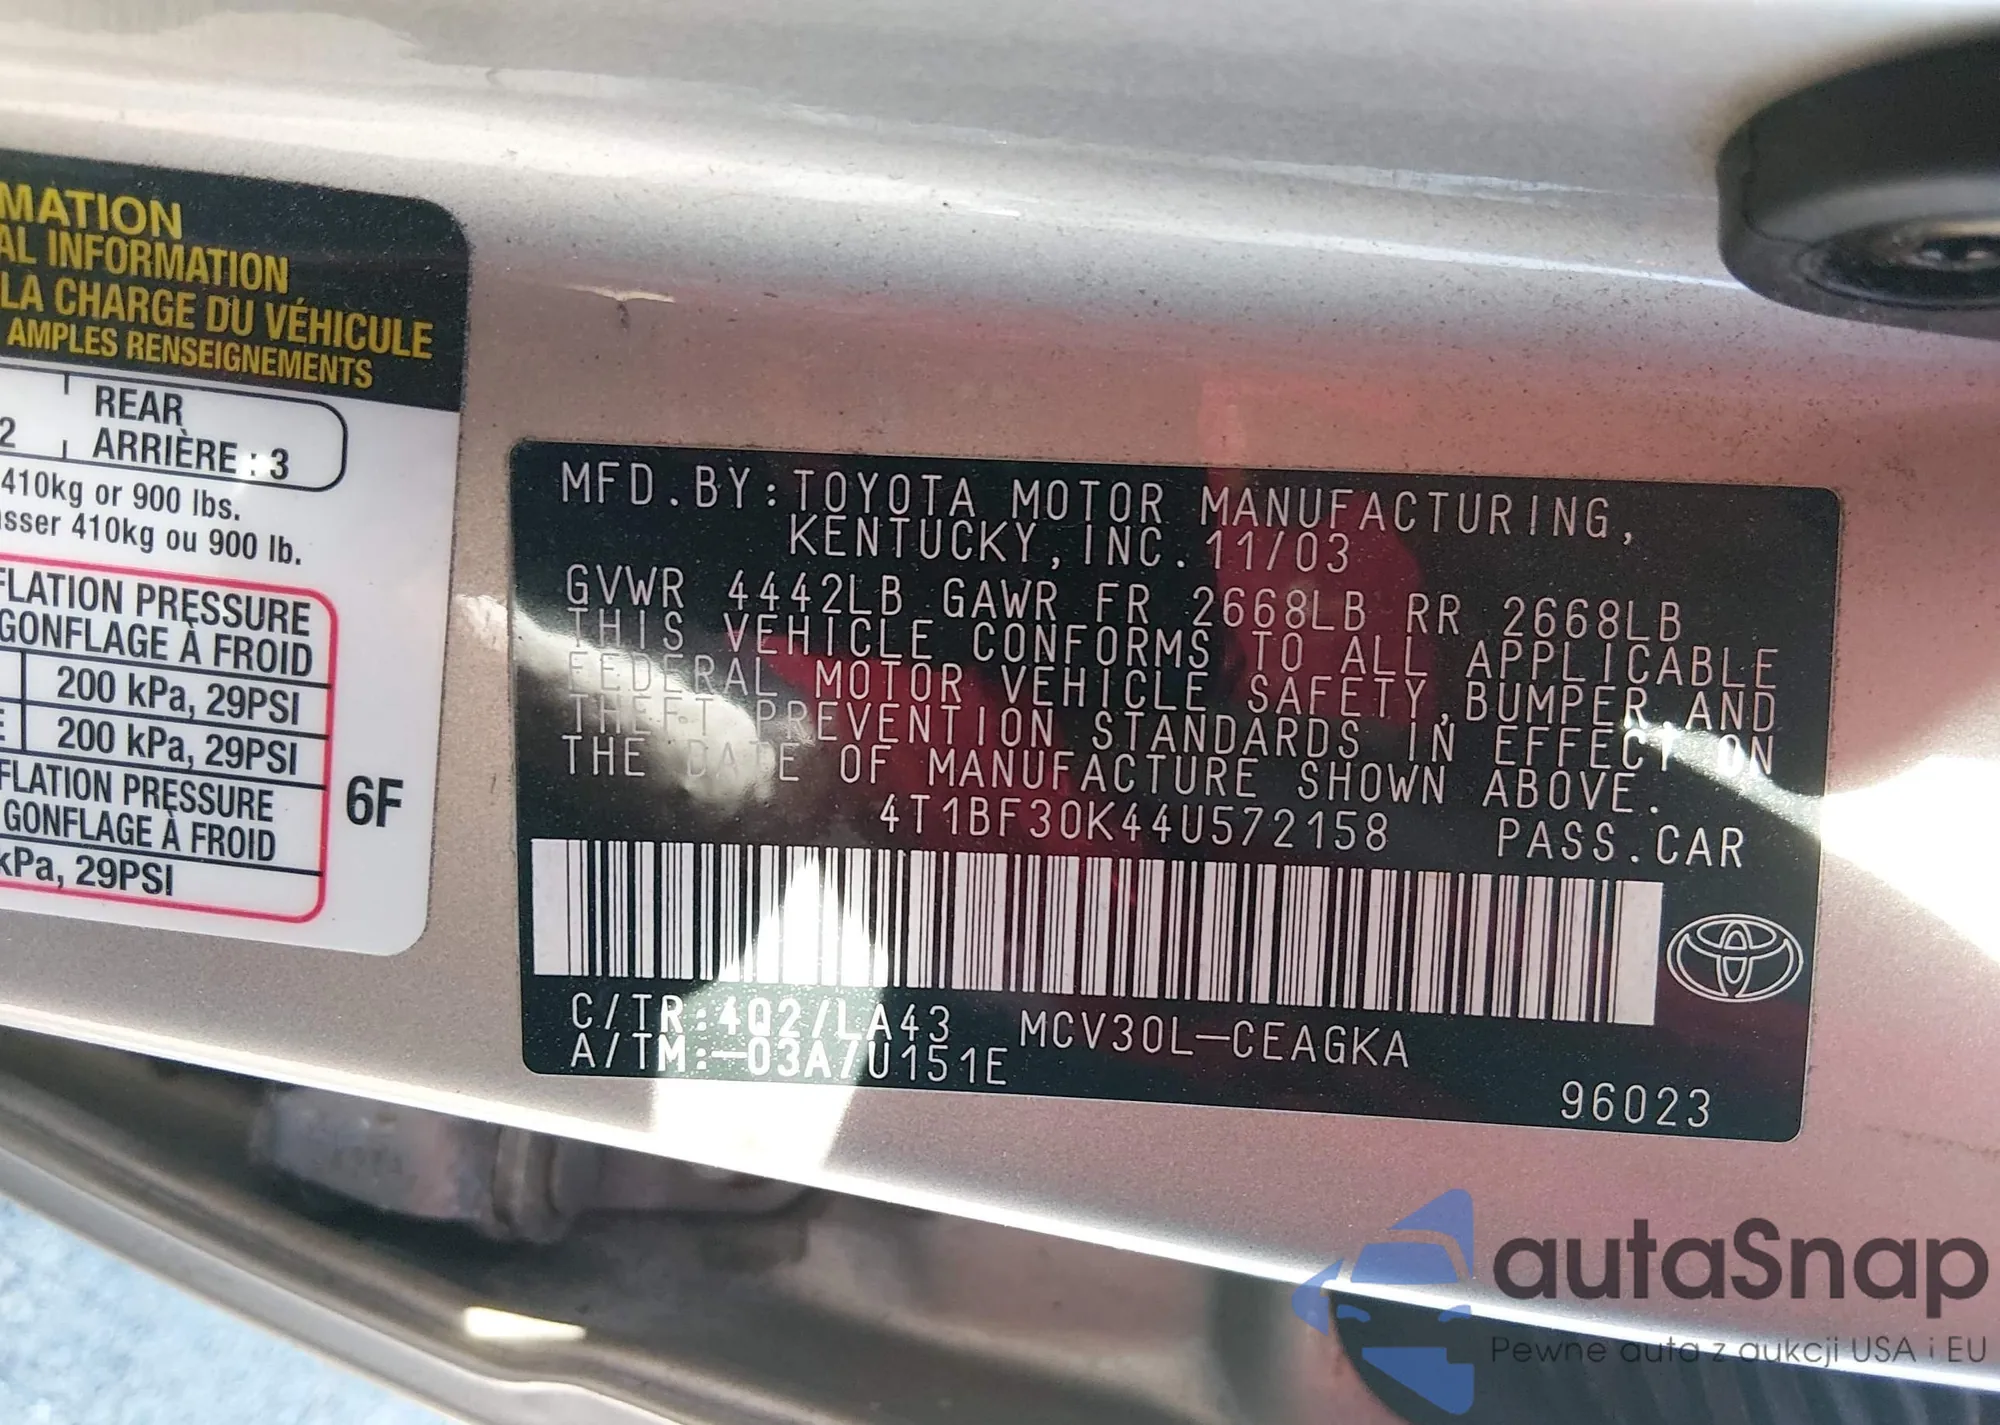 MATION
AL INFORMATION
LA CHARGE DU VÉHICULE
AMPLES RENSEIGNEMENTS
REAR
2 ARRIÈRE : 3
410kg or 900 lbs.
sser 410kg ou 900 lb.
FLATION PRESSURE
GONFLAGE À FROID
200 kPa, 29PSI
E 200 kPa, 29PSI
FLATION PRESSURE
GONFLAGE À FROID
kPa, 29PSI
6F
MFD.BY:TOYOTA MOTOR MANUFACTURING,
KENTUCKY,INC.11/03
GVWR 4442LB GAWR FR 2668LB RR 2668LB
THIS VEHICLE CONFORMS TO ALL APPLICABLE
FEDERAL MOTOR VEHICLE SAFETY,BUMPER,AND
THEFT PREVENTION STANDARDS IN EFFECT ON
THE DATE OF MANUFACTURE SHOWN ABOVE.
4T1BF30K44U572158 PASS.CAR
C/TR:4Q2/LA43 MCV30L-CEAGKA
A/TM:-03A/U151E
96023
autaSnap
Pewne auta z aukcji USA i EU